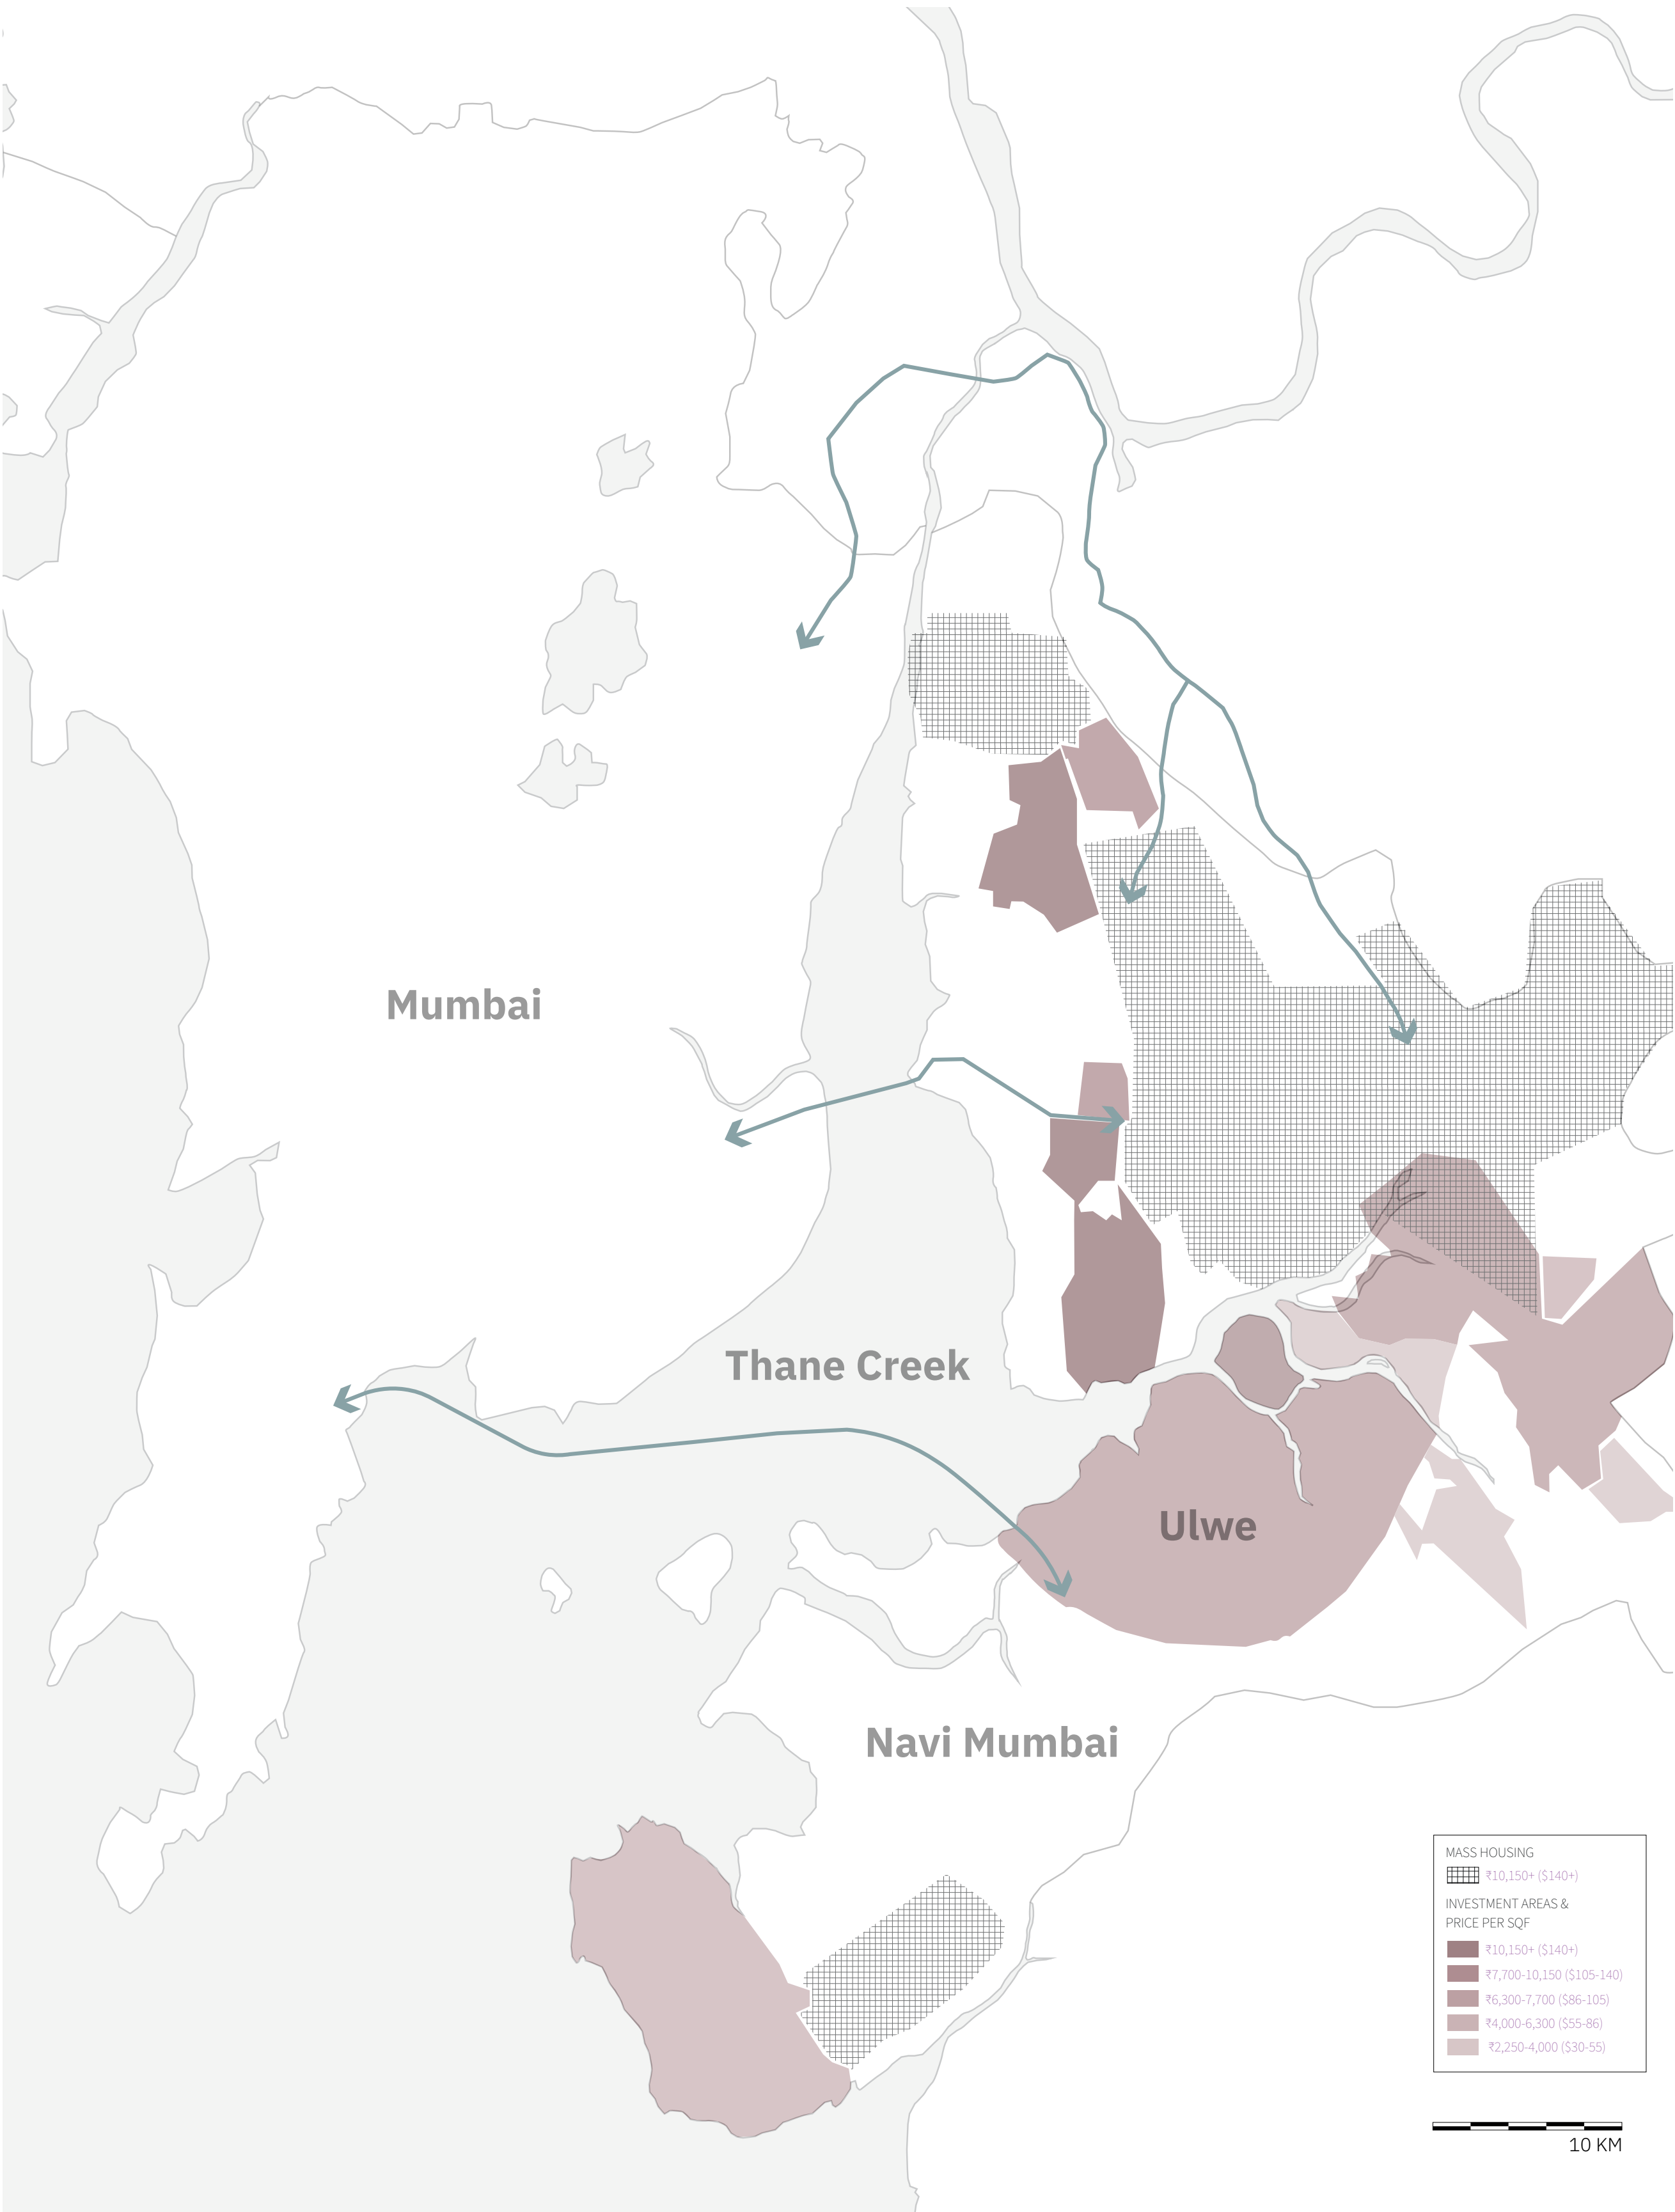 Mumbai
Thane Creek
Ulwe
Navi Mumbai
MASS HOUSING
₹10,150+ ($140+)
INVESTMENT AREAS &
PRICE PER SQF
₹10,150+ ($140+)
₹7,700-10,150 ($105-140)
₹6,300-7,700 ($86-105)
₹4,000-6,300 ($55-86)
₹2,250-4,000 ($30-55)
10 KM